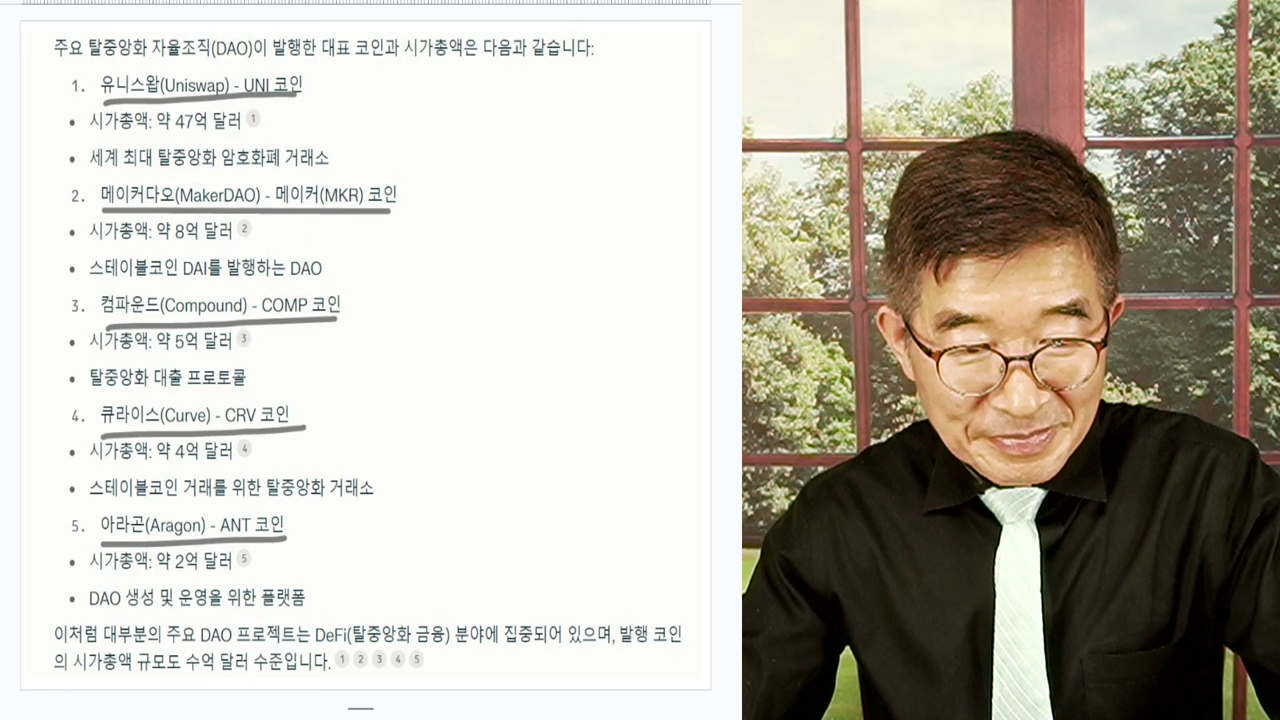 주요 탈중앙화 자율조직(DAO)이 발행한 대표 코인과 시가총액은 다음과 같습니다:
1. 유니스왑(Uniswap) - UNI 코인
• 시가총액: 약 47억 달러 1
• 세계 최대 탈중앙화 암호화폐 거래소
2. 메이커다오(MakerDAO) - 메이커(MKR) 코인
• 시가총액: 약 8억 달러 2
• 스테이블코인 DAI를 발행하는 DAO
3. 컴파운드(Compound) - COMP 코인
• 시가총액: 약 5억 달러 3
• 탈중앙화 대출 프로토콜
4. 큐라이스(Curve) - CRV 코인
• 시가총액: 약 4억 달러 4
• 스테이블코인 거래를 위한 탈중앙화 거래소
5. 아라곤(Aragon) - ANT 코인
• 시가총액: 약 2억 달러 5
• DAO 생성 및 운영을 위한 플랫폼
이처럼 대부분의 주요 DAO 프로젝트는 DeFi(탈중앙화 금융) 분야에 집중되어 있으며, 발행 코인
의 시가총액 규모도 수억 달러 수준입니다. 1 2 3 4 5